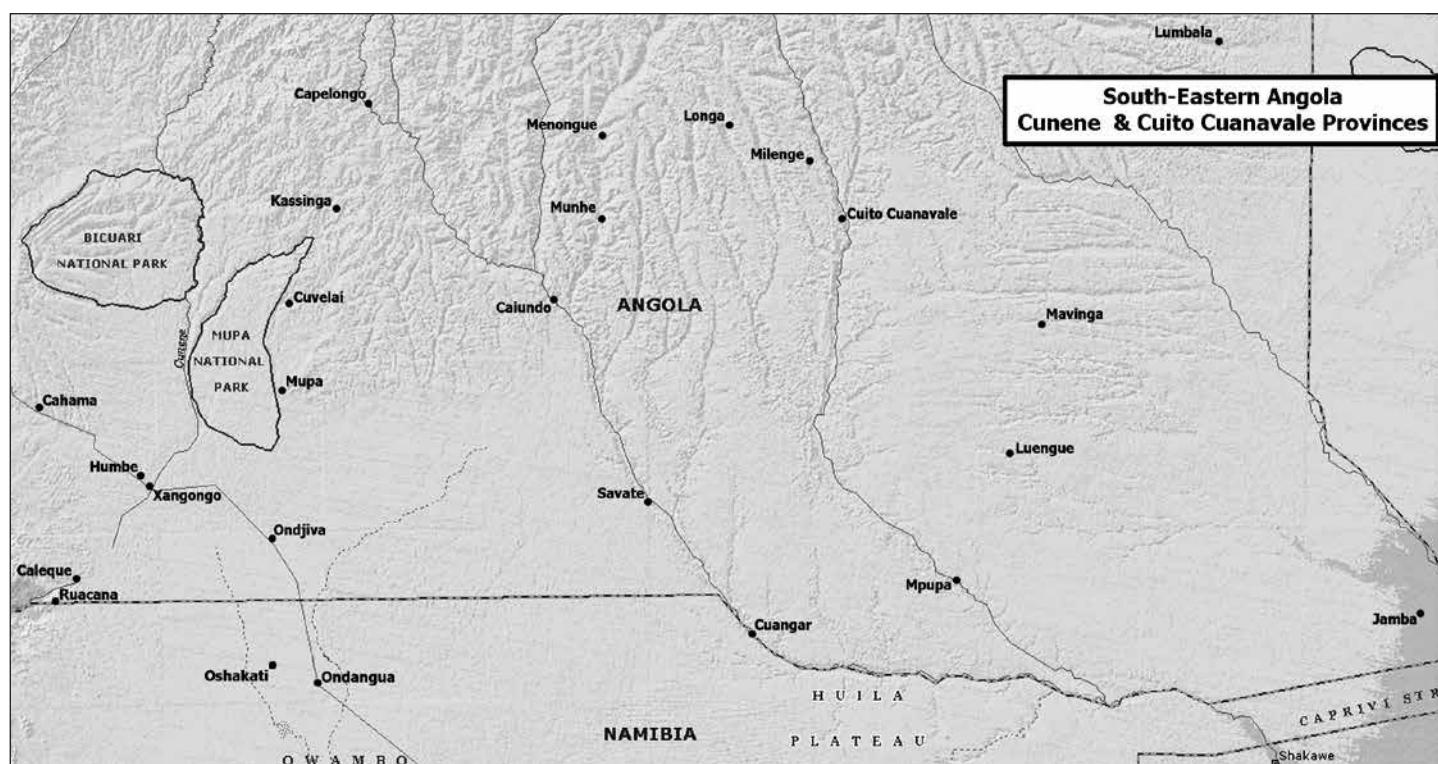 Lumbala
South-Eastern Angola
Cunene & Cuito Cuanavale Provinces
Capelongo
Menongue
Longa
Milenge
Kassinga
Munhe
Cuito Cuanavale
BICUARI
NATIONAL PARK
Cuvelai
Caiundo
ANGOLA
Mavinga
Cunene
MUPA
NATIONAL
PARK
Mupa
Cahama
Luengue
Humbe
Xangongo
Savate
Ondjiva
Caleque
Ruacana
Mpupa
Jamba
Cuangar
Oshakati
Ondangua
HUILA
PLATEAU
CAPRIVI STR
NAMIBIA
OWAMBO
Shakawe